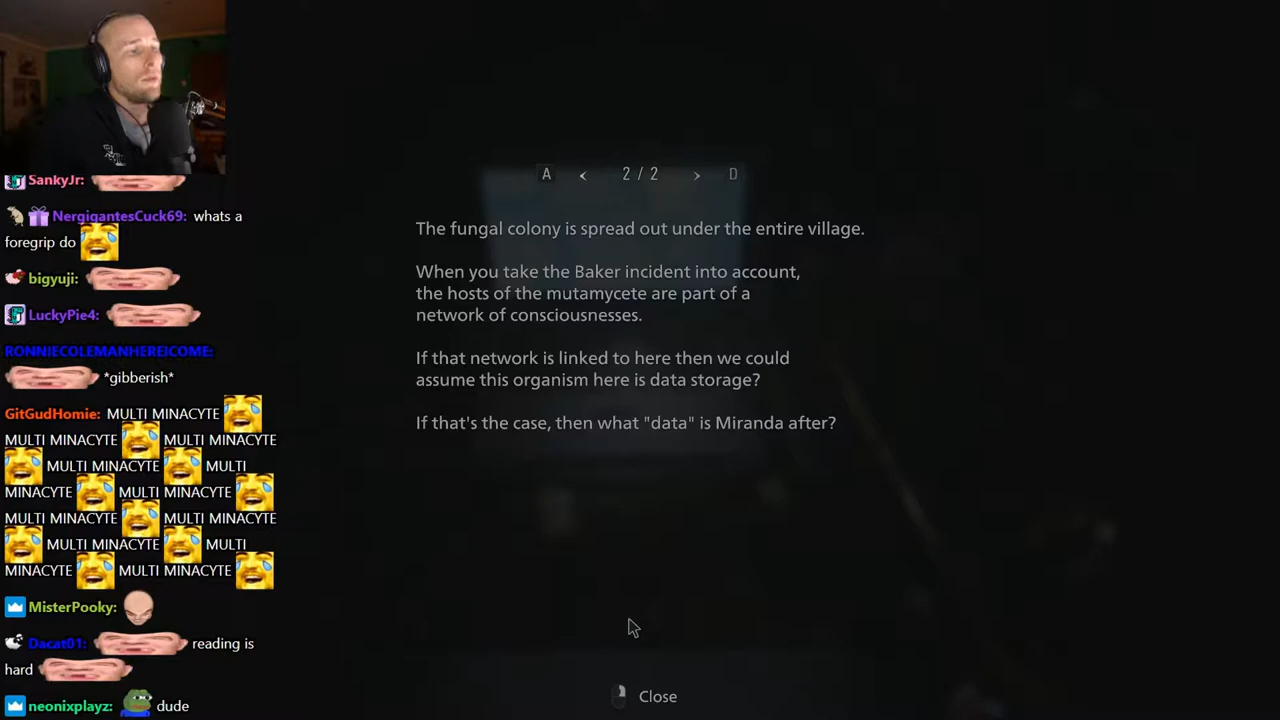 SankyJr:
NergigantesCuck69: whats a
foregrip do
bigyuji:
LuckyPie4:
RONNIECOLEMANHEREICOME:
*gibberish*
GitGudHomie: MULTI MINACYTE
MULTI MINACYTE MULTI MINACYTE
MULTI MINACYTE MULTI
MINACYTE MULTI MINACYTE
MULTI MINACYTE MULTI MINACYTE
MULTI MINACYTE MULTI
MINACYTE MULTI MINACYTE
MisterPooky:
Dacat01: reading is
hard
neonixplayz: dude
A < 2 / 2 > D
The fungal colony is spread out under the entire village.
When you take the Baker incident into account,
the hosts of the mutamycete are part of a
network of consciousnesses.
If that network is linked to here then we could
assume this organism here is data storage?
If that's the case, then what "data" is Miranda after?
Close